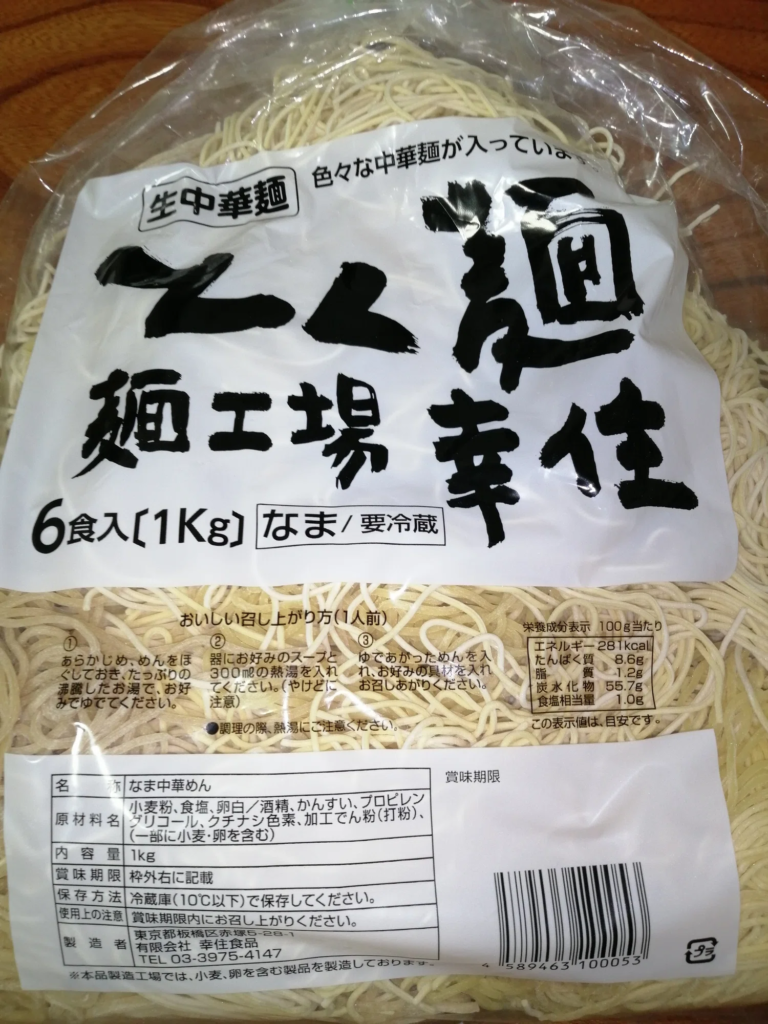 生中華麺
色々な中華麺が入っています。
とく麺
麺工場 幸住
6食入〔1Kg〕 なま/要冷蔵
おいしい召し上がり方(1人前)
①
あらかじめ、めんをほ
ぐしておき、たっぷりの
沸騰したお湯で、お好
みでゆでてください。
②
器にお好みのスープと
300㎖の熱湯を入れ
てください。(やけどに
注意)
③
ゆであがっためんを入
れ、お好みの具材を入れ
お召しあがりください。
●調理の際、熱湯にご注意ください。
栄養成分表示 100g当たり
エネルギー 281kcal
たんぱく質 8.6g
脂質 1.2g
炭水化物 55.7g
食塩相当量 1.0g
この表示値は、目安です。
名称 なま中華めん
原材料名 小麦粉、食塩、卵白/酒精、かんすい、プロピレン
グリコール、クチナシ色素、加工でん粉(打粉)、
(一部に小麦・卵を含む)
内容量 1kg
賞味期限 枠外右に記載
保存方法 冷蔵庫(10℃以下)で保存してください。
使用上の注意 賞味期限内にお召し上がりください。
製造者 東京都板橋区赤塚5-28-1
有限会社 幸住食品
TEL 03-3975-4147
※本品製造工場では、小麦、卵を含む製品を製造しております。
賞味期限
4 589463 100053
プラ